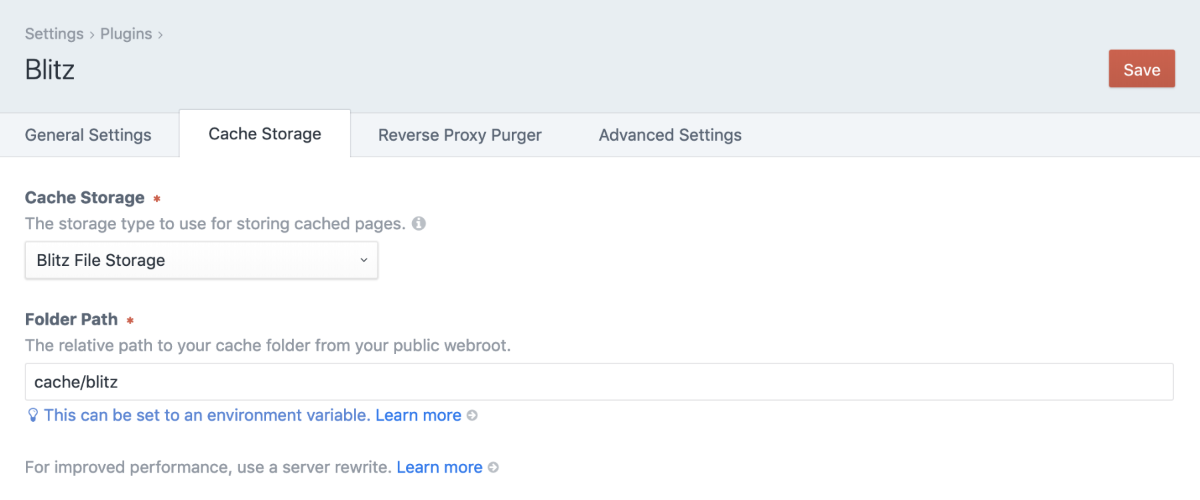 Settings › Plugins ›
Blitz
Save
General Settings
Cache Storage
Reverse Proxy Purger
Advanced Settings
Cache Storage *
The storage type to use for storing cached pages.
Blitz File Storage
Folder Path *
The relative path to your cache folder from your public webroot.
cache/blitz
This can be set to an environment variable. Learn more
For improved performance, use a server rewrite. Learn more